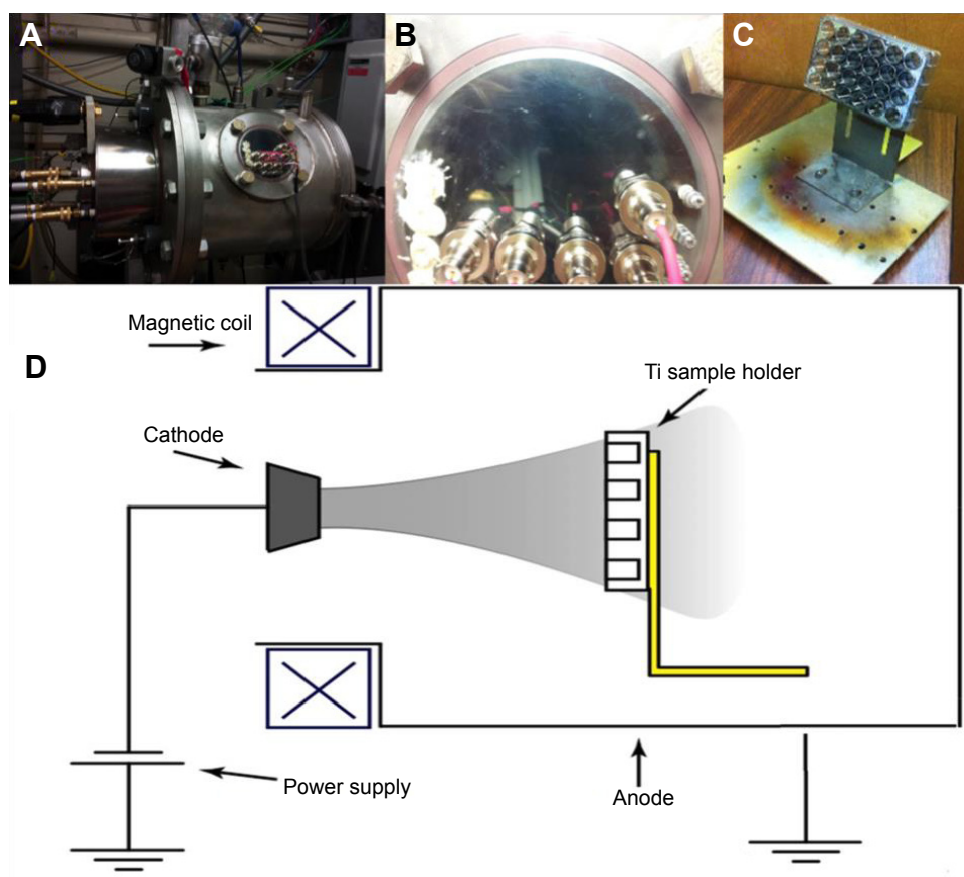 A
B
C
Magnetic coil
D
Ti sample holder
Cathode
Power supply
Anode